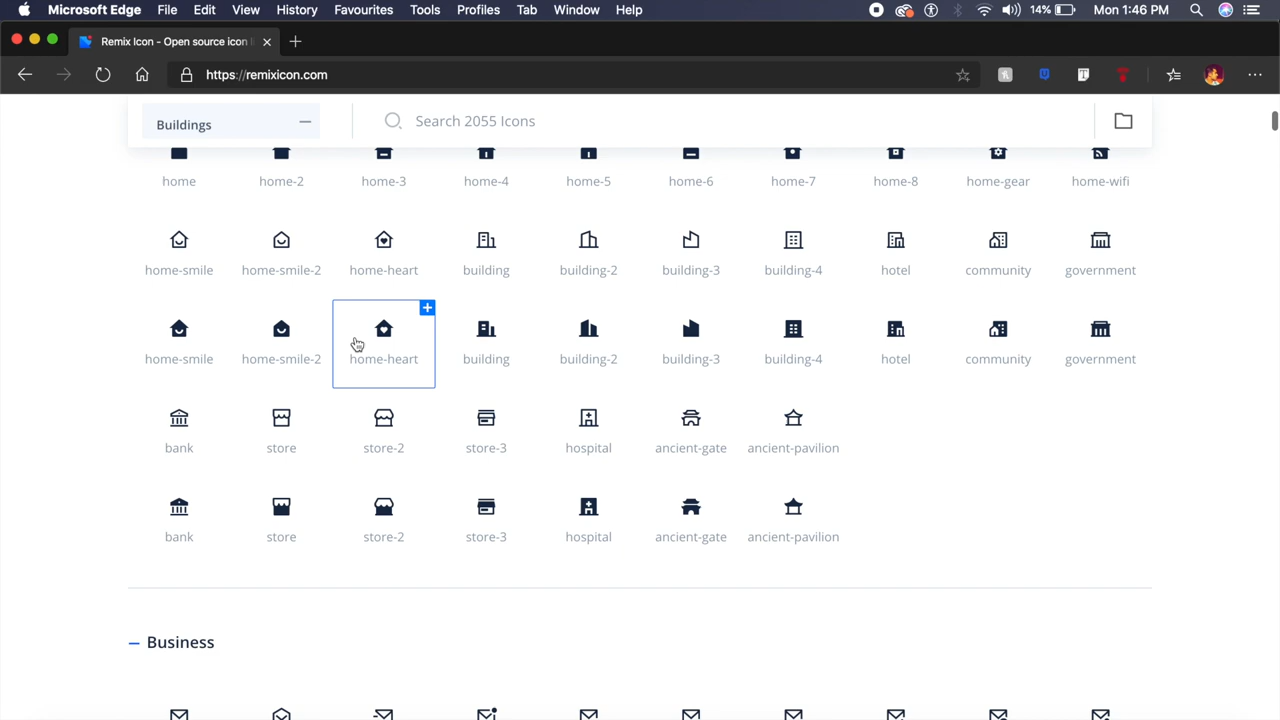 Microsoft Edge File Edit View History Favourites Tools Profiles Tab Window Help 14% Mon 1:46 PM
Remix Icon - Open source icon
https://remixicon.com
Buildings Search 2055 Icons
home home-2 home-3 home-4 home-5 home-6 home-7 home-8 home-gear home-wifi
home-smile home-smile-2 home-heart building building-2 building-3 building-4 hotel community government
home-smile home-smile-2 home-heart building building-2 building-3 building-4 hotel community government
bank store store-2 store-3 hospital ancient-gate ancient-pavilion
bank store store-2 store-3 hospital ancient-gate ancient-pavilion
Business